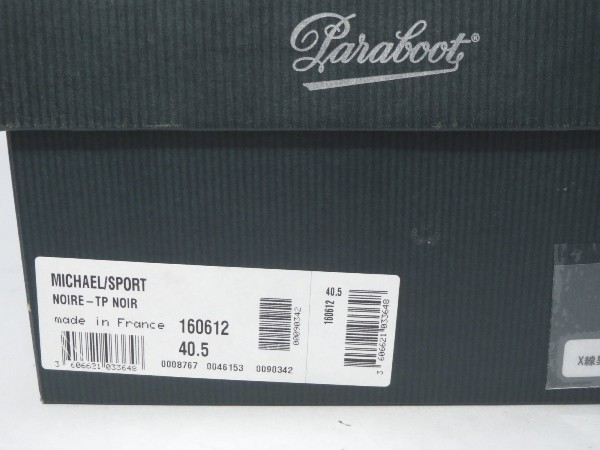 Paraboot®
MICHAEL/SPORT
NOIRE-TP NOIR
made in France 160612
40.5
3 606621 033648
0008767 0046153 0090342
00090342
40.5
160612
3 606621 033648
X線